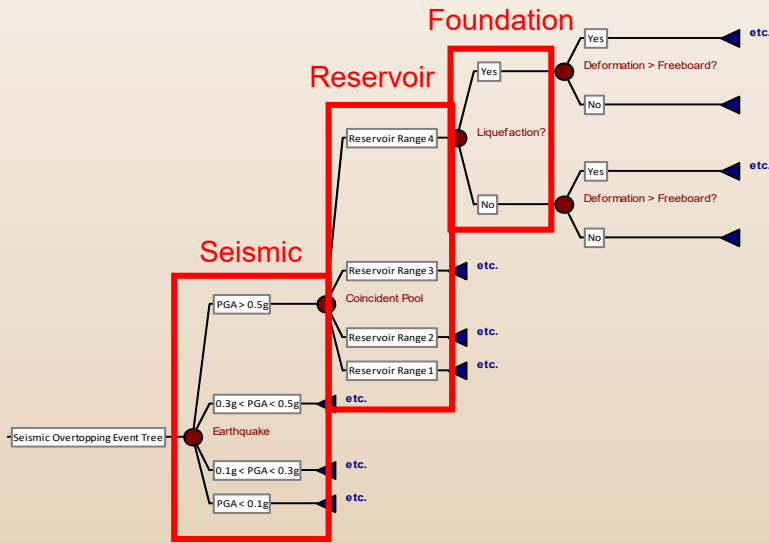 Foundation
Yes
etc.
Deformation > Freeboard?
No
Reservoir
Yes
Reservoir Range 4
Liquefaction?
Yes
etc.
No
Deformation > Freeboard?
No
Seismic
Reservoir Range 3
etc.
PGA > 0.5g
Coincident Pool
Reservoir Range 2
etc.
Reservoir Range 1
etc.
0.3g < PGA < 0.5g
etc.
Earthquake
Seismic Overtopping Event Tree
0.1g < PGA < 0.3g
etc.
PGA < 0.1g
etc.